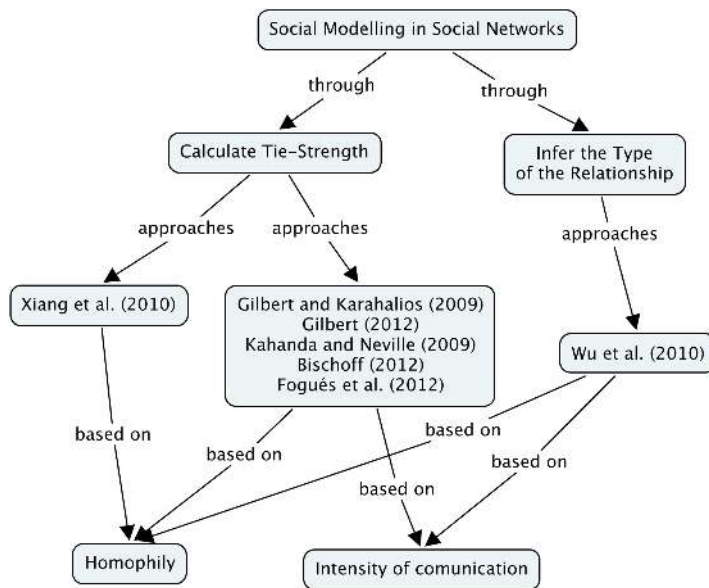 Social Modelling in Social Networks
through
through
Calculate Tie-Strength
Infer the Type
of the Relationship
approaches
approaches
approaches
Xiang et al. (2010)
Gilbert and Karahalios (2009)
Gilbert (2012)
Kahanda and Neville (2009)
Bischoff (2012)
Fogués et al. (2012)
Wu et al. (2010)
based on
based on
based on
based on
based on
Homophily
Intensity of comunication